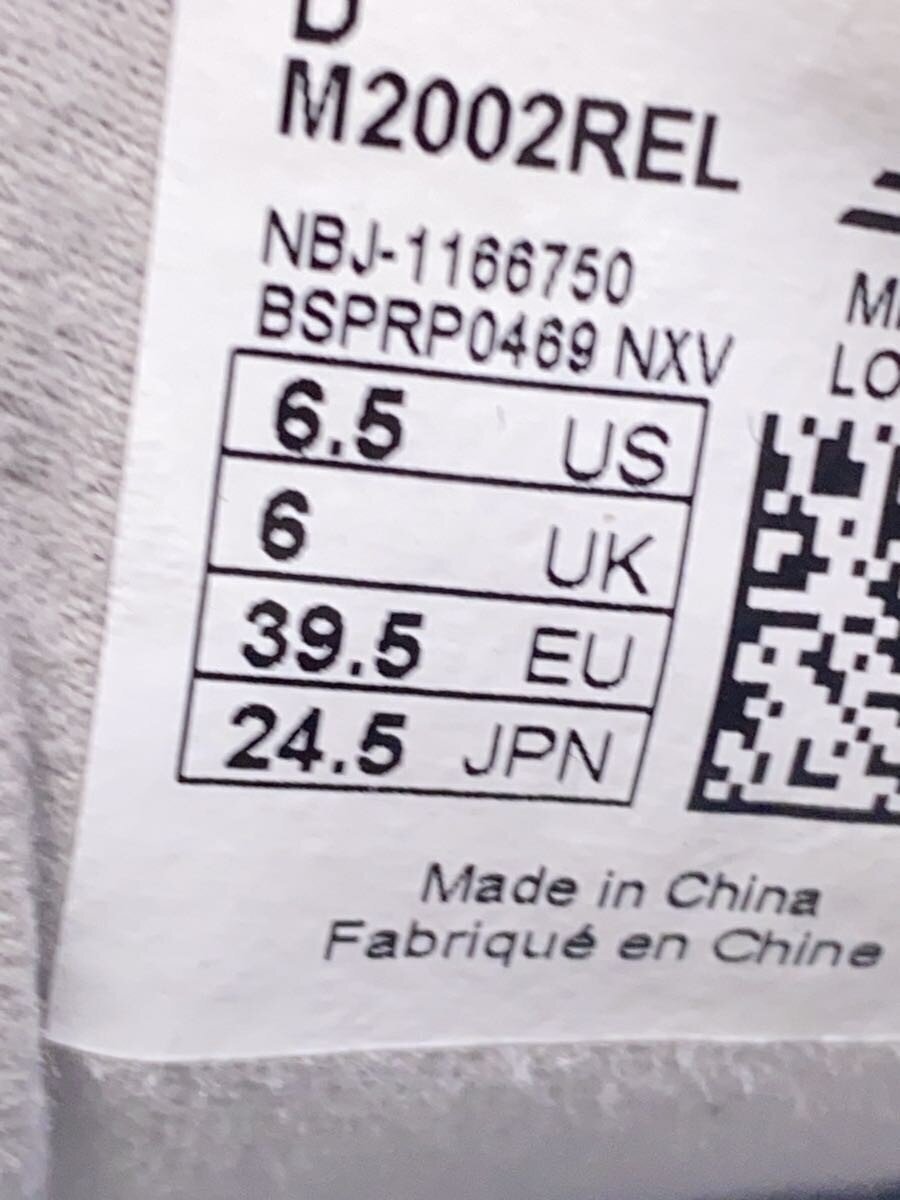 D
M2002REL
NBJ-1166750
BSPRP0469 NXV
6.5 US
6 UK
39.5 EU
24.5 JPN
Made in China
Fabriqué en Chine